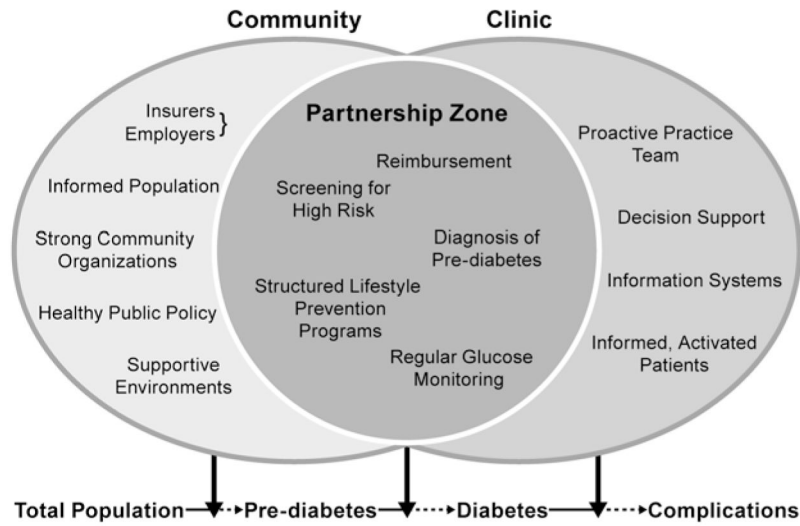 Community
Clinic
Insurers
Employers}
Informed Population
Strong Community
Organizations
Healthy Public Policy
Supportive
Environments
Partnership Zone
Reimbursement
Screening for
High Risk
Diagnosis of
Pre-diabetes
Structured Lifestyle
Prevention
Programs
Regular Glucose
Monitoring
Proactive Practice
Team
Decision Support
Information Systems
Informed, Activated
Patients
Total Population
Pre-diabetes
Diabetes
Complications